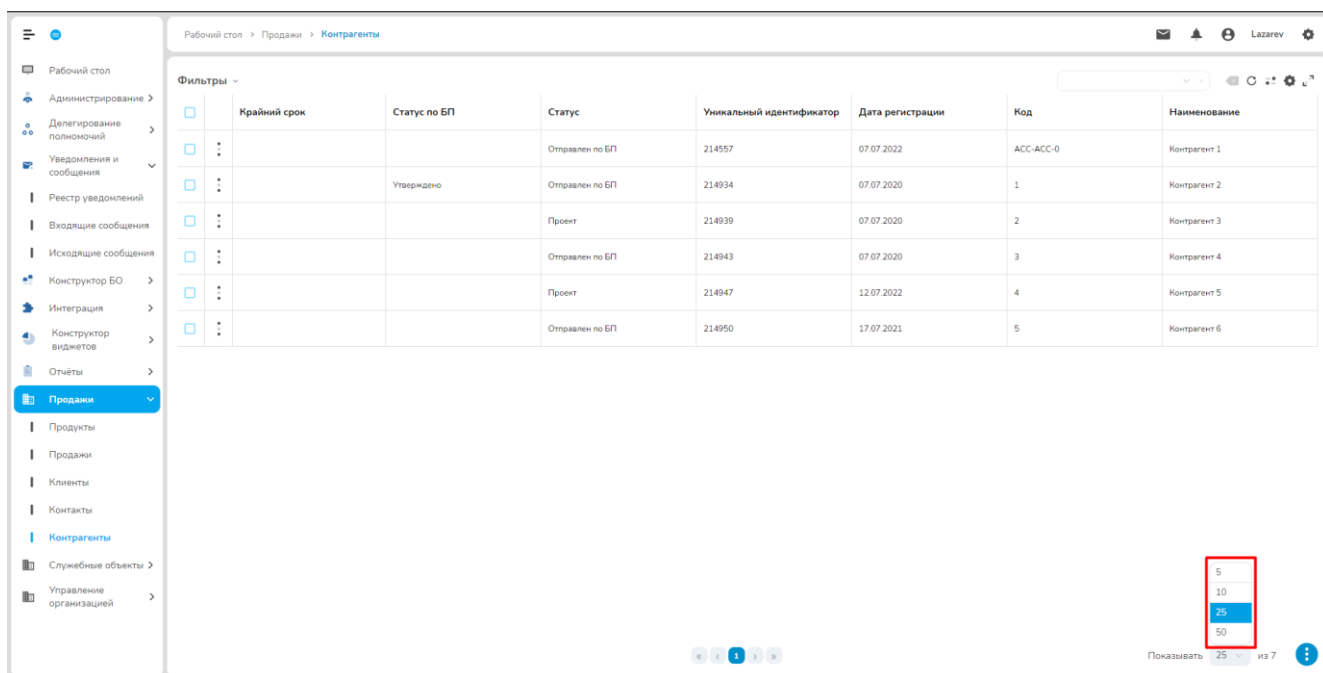 Рабочий стол > Продажи > Контрагенты
Lazarev
Рабочий стол
Администрирование
Делегирование
полномочий
Уведомления и
сообщения
Реестр уведомлений
Входящие сообщения
Исходящие сообщения
Конструктор БО
Интеграция
Конструктор
виджетов
Отчёты
Продажи
Продукты
Продажи
Клиенты
Контакты
Контрагенты
Служебные объекты
Управление
организацией
Фильтры
Крайний срок Статус по БП Статус Уникальный идентификатор Дата регистрации Код Наименование
Отправлен по БП 214557 07.07.2022 ACC-ACC-0 Контрагент 1
Утверждено Отправлен по БП 214934 07.07.2020 1 Контрагент 2
Проект 214939 07.07.2020 2 Контрагент 3
Отправлен по БП 214943 07.07.2020 3 Контрагент 4
Проект 214947 12.07.2022 4 Контрагент 5
Отправлен по БП 214950 17.07.2021 5 Контрагент 6
5
10
25
50
« ‹ 1 › »
Показывать 25 из 7